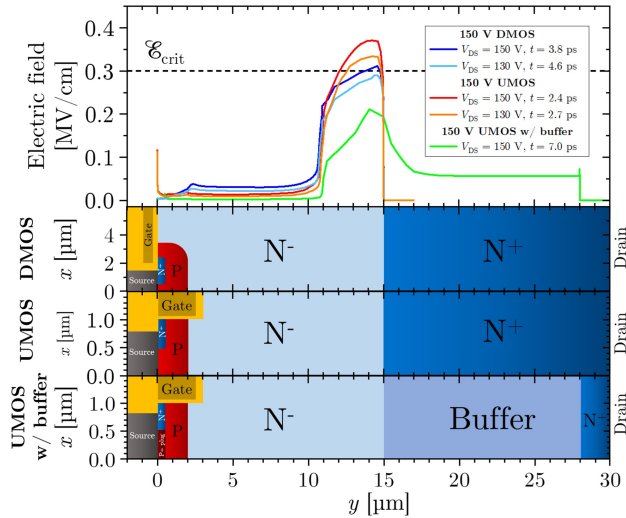 0.4
0.3
0.2
0.1
0.0
Electric field
[MV/cm]
ℰcrit
150 V DMOS
VDS = 150 V, t = 3.8 ps
VDS = 130 V, t = 4.6 ps
150 V UMOS
VDS = 150 V, t = 2.4 ps
VDS = 130 V, t = 2.7 ps
150 V UMOS w/ buffer
VDS = 150 V, t = 7.0 ps
DMOS
x [µm]
4
2
0
Gate
Source
N+
P
N-
N+
Drain
UMOS
x [µm]
1.0
0.5
0.0
Gate
Source
N+
P
N-
N+
Drain
UMOS
w/ buffer
x [µm]
1.0
0.5
0.0
Gate
Source
N+
P+ plug
P
N-
Buffer
N+
Drain
-2 0 5 10 15 20 25 30
y [µm]